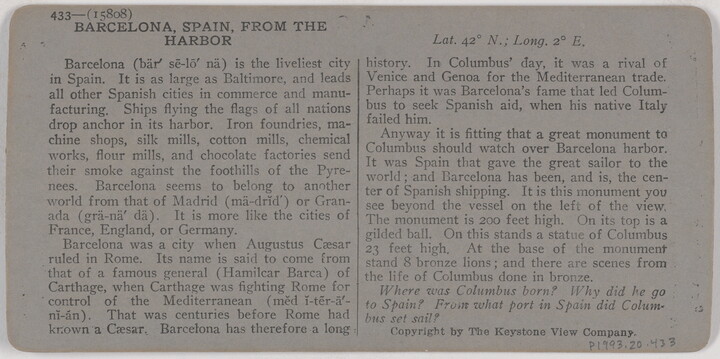 433—(15808)
BARCELONA, SPAIN, FROM THE
HARBOR
Lat. 42° N.; Long. 2° E.
Barcelona (bär′ sē-lō′ nä) is the liveliest city
in Spain. It is as large as Baltimore, and leads
all other Spanish cities in commerce and manu-
facturing. Ships flying the flags of all nations
drop anchor in its harbor. Iron foundries, ma-
chine shops, silk mills, cotton mills, chemical
works, flour mills, and chocolate factories send
their smoke against the foothills of the Pyre-
nees. Barcelona seems to belong to another
world from that of Madrid (mä-drïd′) or Gran-
ada (grä-nä′ dä). It is more like the cities of
France, England, or Germany.
Barcelona was a city when Augustus Cæsar
ruled in Rome. Its name is said to come from
that of a famous general (Hamilcar Barca) of
Carthage, when Carthage was fighting Rome for
control of the Mediterranean (mĕd ĭ-tĕr-ā′-
nĭ-ăn). That was centuries before Rome had
known a Cæsar. Barcelona has therefore a long
history. In Columbus' day, it was a rival of
Venice and Genoa for the Mediterranean trade.
Perhaps it was Barcelona's fame that led Colum-
bus to seek Spanish aid, when his native Italy
failed him.
Anyway it is fitting that a great monument to
Columbus should watch over Barcelona harbor.
It was Spain that gave the great sailor to the
world; and Barcelona has been, and is, the cen-
ter of Spanish shipping. It is this monument you
see beyond the vessel on the left of the view.
The monument is 200 feet high. On its top is a
gilded ball. On this stands a statue of Columbus
23 feet high. At the base of the monument
stand 8 bronze lions; and there are scenes from
the life of Columbus done in bronze.
Where was Columbus born? Why did he go
to Spain? From what port in Spain did Colum-
bus set sail?
Copyright by The Keystone View Company.
P1993.20.433